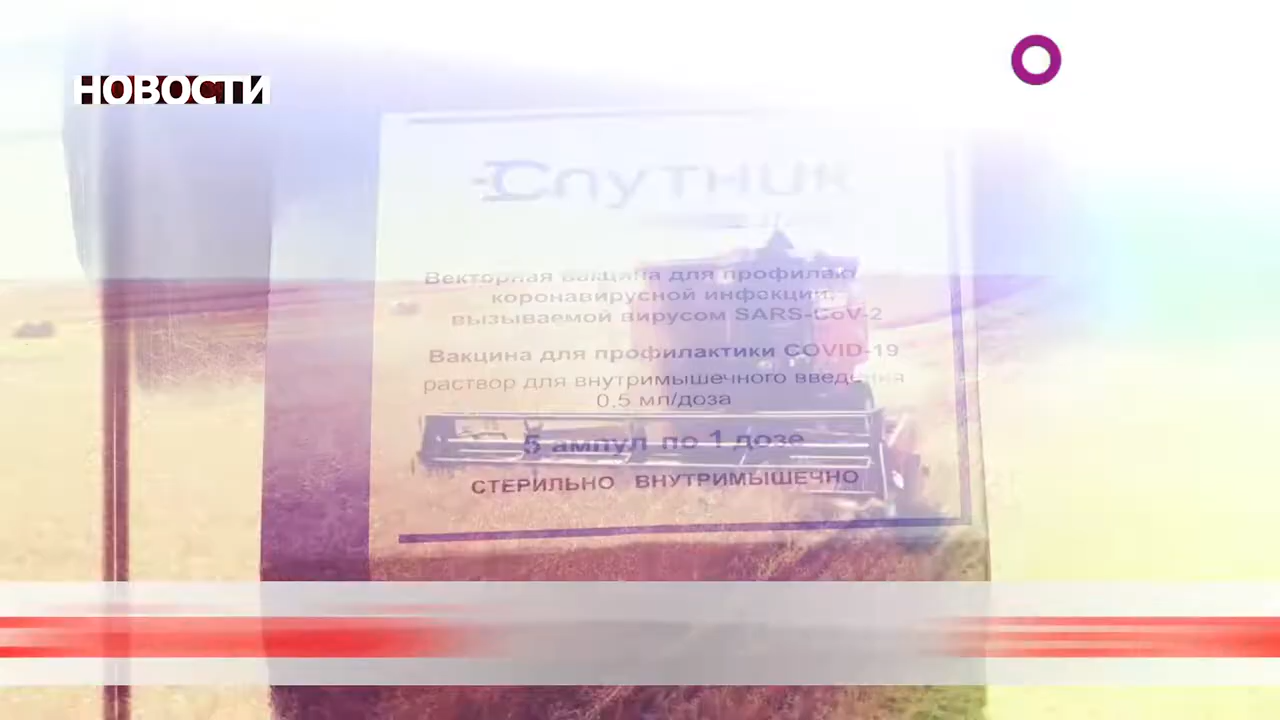 НОВОСТИ
Спутник
Векторная вакцина для
коронавирусной инфекции,
вызываемой вирусом SARS-CoV-2
Вакцина для профилактики COVID-19
раствор для внутримышечного введения
0,5 мл/доза
5 ампул по 1 дозе
СТЕРИЛЬНО ВНУТРИМЫШЕЧНО